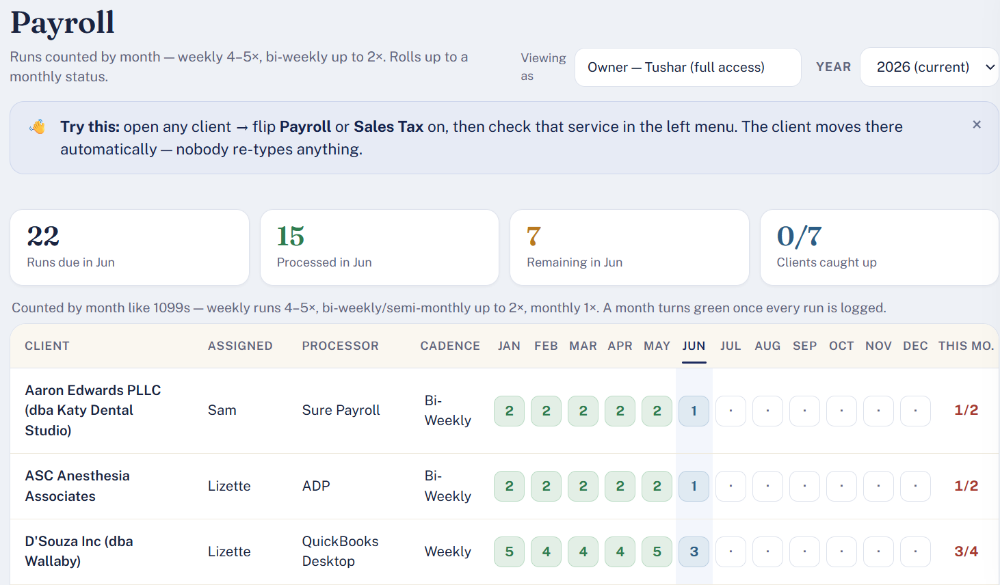 Payroll
Runs counted by month — weekly 4–5×, bi-weekly up to 2×. Rolls up to a
monthly status.
Viewing
as
Owner — Tushar (full access)
YEAR
2026 (current)
👋 Try this: open any client → flip Payroll or Sales Tax on, then check that service in the left menu. The client moves there ×
automatically — nobody re-types anything.
22
Runs due in Jun
15
Processed in Jun
7
Remaining in Jun
0/7
Clients caught up
Counted by month like 1099s — weekly runs 4–5×, bi-weekly/semi-monthly up to 2×, monthly 1×. A month turns green once every run is logged.
CLIENT ASSIGNED PROCESSOR CADENCE JAN FEB MAR APR MAY JUN JUL AUG SEP OCT NOV DEC THIS MO.
Aaron Edwards PLLC
(dba Katy Dental
Studio)
Sam
Sure Payroll
Bi-
Weekly
2 2 2 2 2 1 · · · · · · 1/2
ASC Anesthesia
Associates
Lizette
ADP
Bi-
Weekly
2 2 2 2 2 1 · · · · · · 1/2
D'Souza Inc (dba
Wallaby)
Lizette
QuickBooks
Desktop
Weekly
5 4 4 4 5 3 · · · · · · 3/4